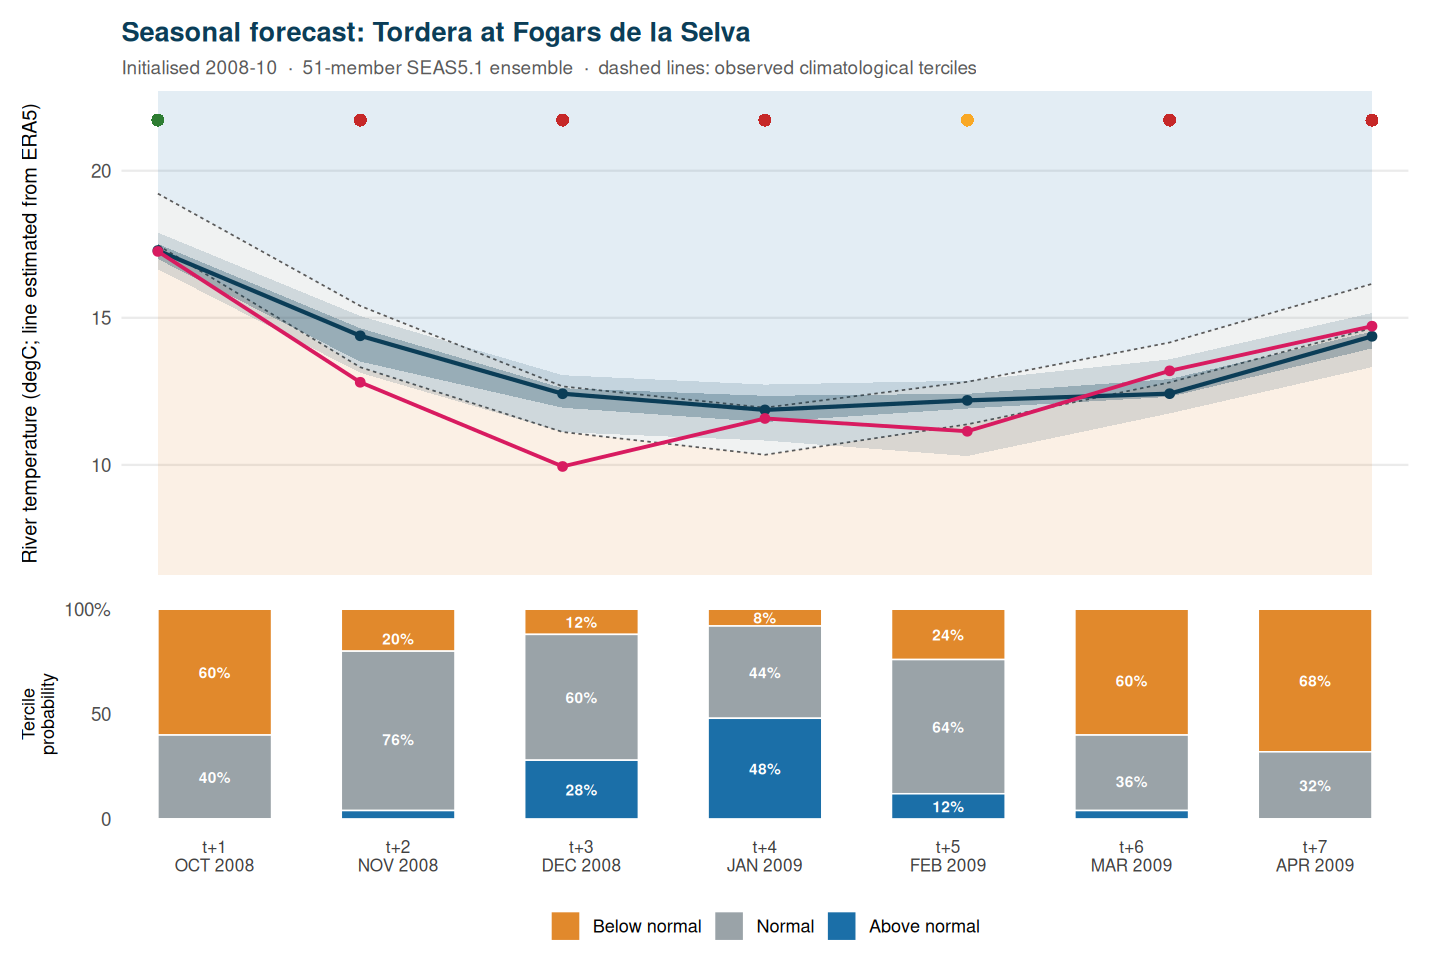 Seasonal forecast: Tordera at Fogars de la Selva
Initialised 2008-10 · 51-member SEAS5.1 ensemble · dashed lines: observed climatological terciles
River temperature (degC; line estimated from ERA5)
20
15
10
Tercile
probability
100%
50
0
60%
40%
20%
76%
12%
60%
28%
8%
44%
48%
24%
64%
12%
60%
36%
68%
32%
t+1
OCT 2008
t+2
NOV 2008
t+3
DEC 2008
t+4
JAN 2009
t+5
FEB 2009
t+6
MAR 2009
t+7
APR 2009
Below normal
Normal
Above normal